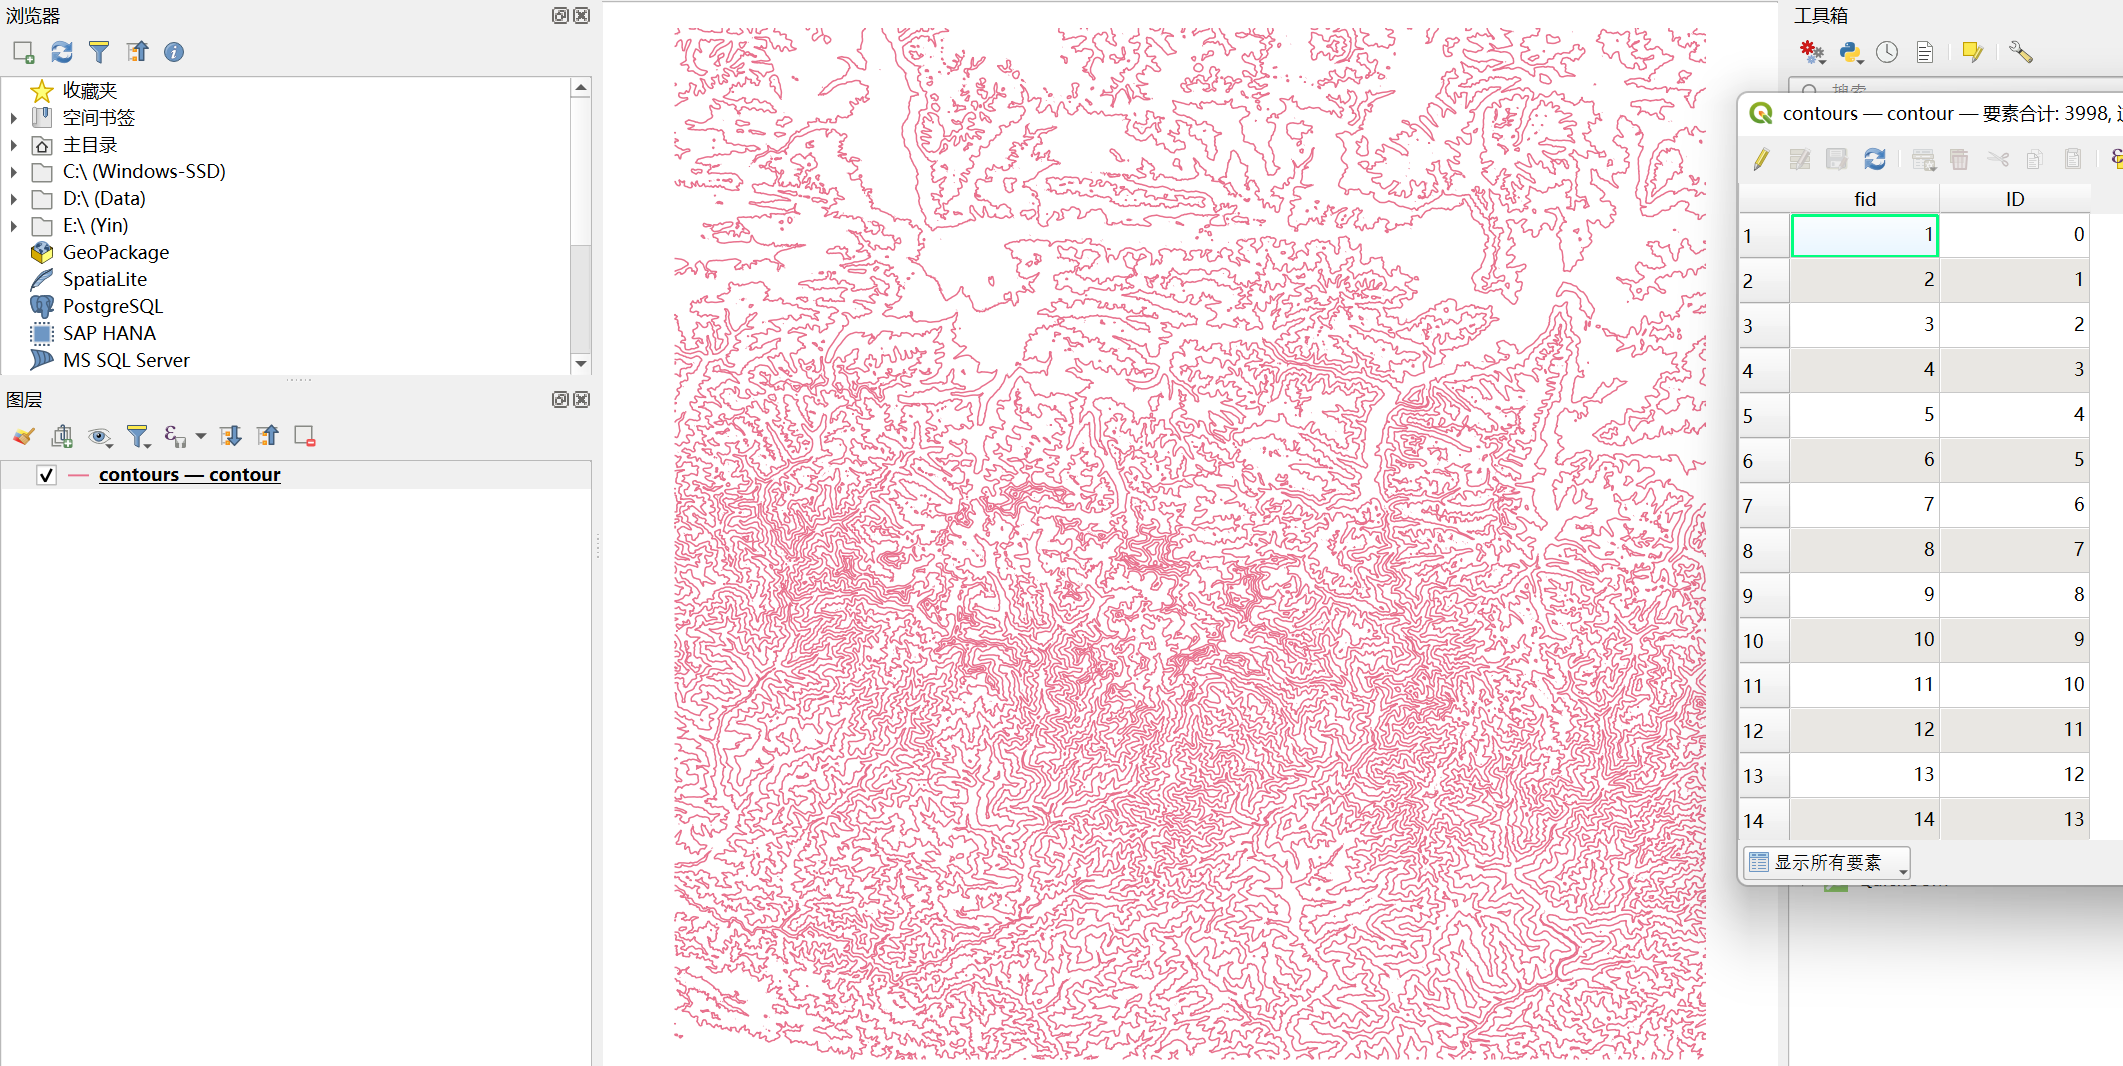 浏览器
收藏夹
空间书签
主目录
C:\ (Windows-SSD)
D:\ (Data)
E:\ (Yin)
GeoPackage
SpatiaLite
PostgreSQL
SAP HANA
MS SQL Server
图层
contours — contour
工具箱
搜索
contours — contour — 要素合计: 3998,
fid ID
1 1 0
2 2 1
3 3 2
4 4 3
5 5 4
6 6 5
7 7 6
8 8 7
9 9 8
10 10 9
11 11 10
12 12 11
13 13 12
14 14 13
显示所有要素